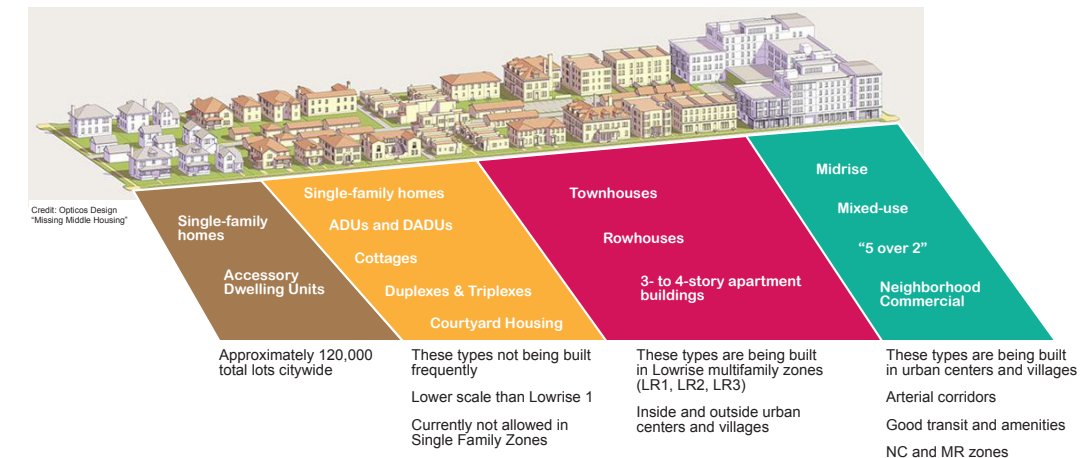 Credit: Opticos Design
“Missing Middle Housing”
Single-family
homes
Accessory
Dwelling Units
Single-family homes
ADUs and DADUs
Cottages
Duplexes & Triplexes
Courtyard Housing
Townhouses
Rowhouses
3- to 4-story apartment
buildings
Midrise
Mixed-use
“5 over 2”
Neighborhood
Commercial
Approximately 120,000
total lots citywide
These types not being built
frequently
Lower scale than Lowrise 1
Currently not allowed in
Single Family Zones
These types are being built
in Lowrise multifamily zones
(LR1, LR2, LR3)
Inside and outside urban
centers and villages
These types are being built
in urban centers and villages
Arterial corridors
Good transit and amenities
NC and MR zones